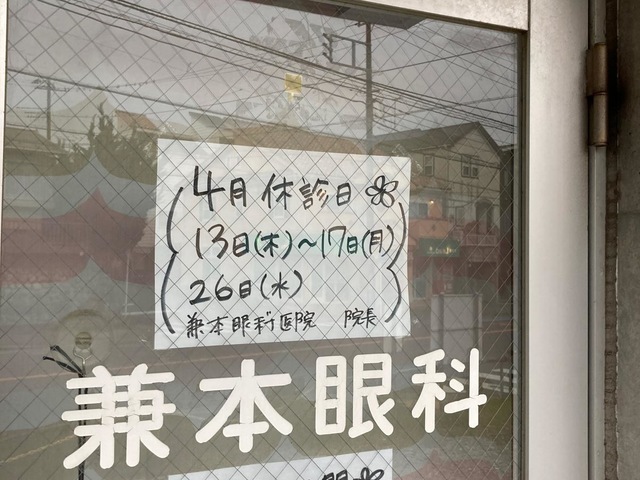 4月 休診日
13日(木)～17日(月)
26日(水)
兼本眼科医院 院長
兼本眼科